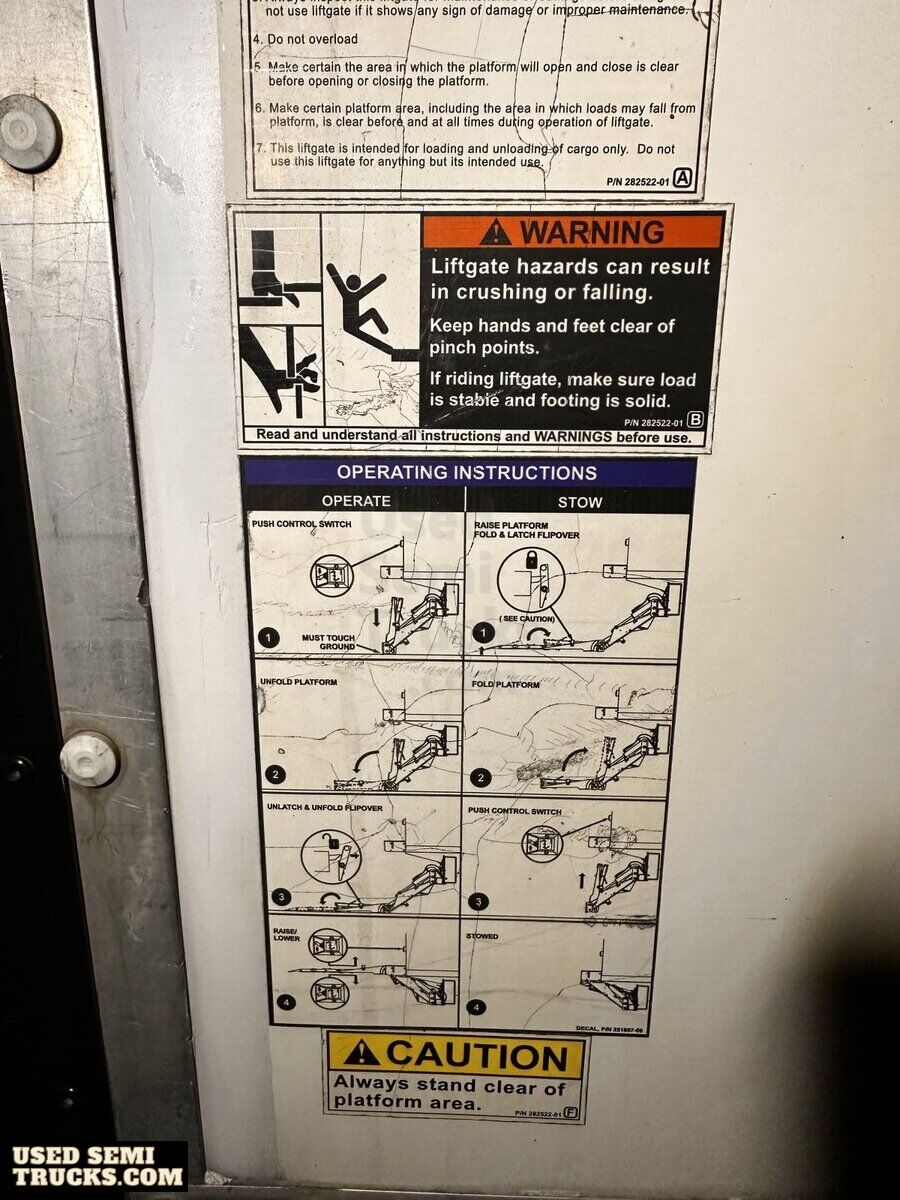 not use liftgate if it shows any sign of damage or improper maintenance.
4. Do not overload
5. Make certain the area in which the platform will open and close is clear
before opening or closing the platform.
6. Make certain platform area, including the area in which loads may fall from
platform, is clear before and at all times during operation of liftgate.
7. This liftgate is intended for loading and unloading of cargo only. Do not
use this liftgate for anything but its intended use.
P/N 282522-01 A
WARNING
Liftgate hazards can result
in crushing or falling.
Keep hands and feet clear of
pinch points.
If riding liftgate, make sure load
is stable and footing is solid.
P/N 282522-01 B
Read and understand all instructions and WARNINGS before use.
OPERATING INSTRUCTIONS
OPERATE
STOW
PUSH CONTROL SWITCH
MUST TOUCH
GROUND
1
RAISE PLATFORM
FOLD & LATCH FLIPOVER
(SEE CAUTION)
1
UNFOLD PLATFORM
2
FOLD PLATFORM
2
UNLATCH & UNFOLD FLIPOVER
3
PUSH CONTROL SWITCH
3
RAISE/
LOWER
4
STOWED
4
CAUTION
Always stand clear of
platform area.
P/N 282522-01 F
USED SEMI
TRUCKS.COM